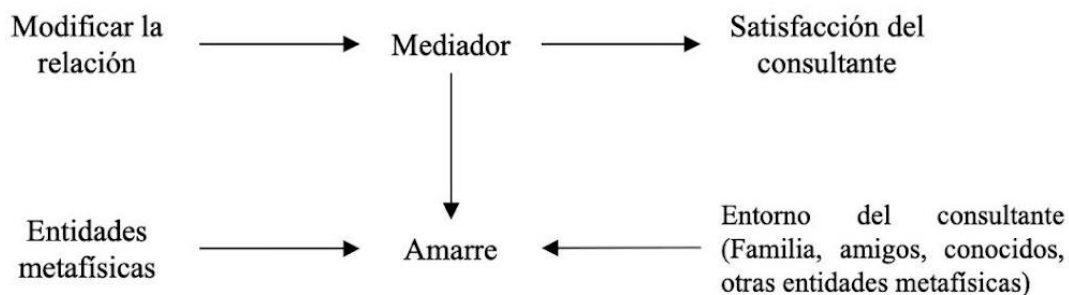 Modificar la
relación
Mediador
Satisfacción del
consultante
Entidades
metafísicas
Amarre
Entorno del consultante
(Familia, amigos, conocidos,
otras entidades metafísicas)